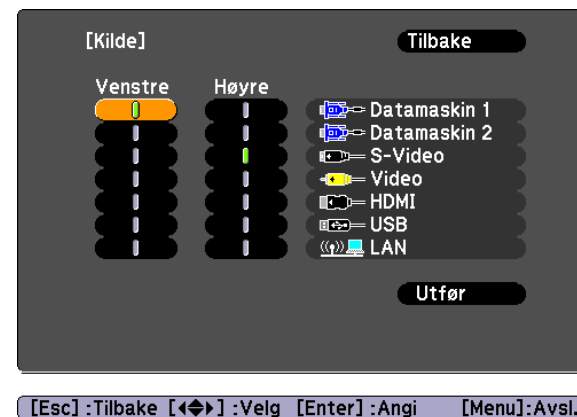 [Kilde] Tilbake
Venstre Høyre
Datamaskin 1
Datamaskin 2
S-Video
Video
HDMI
USB
LAN
Utfør
[Esc] :Tilbake [◀◆▶] :Velg [Enter] :Angi [Menu]:Avsl.